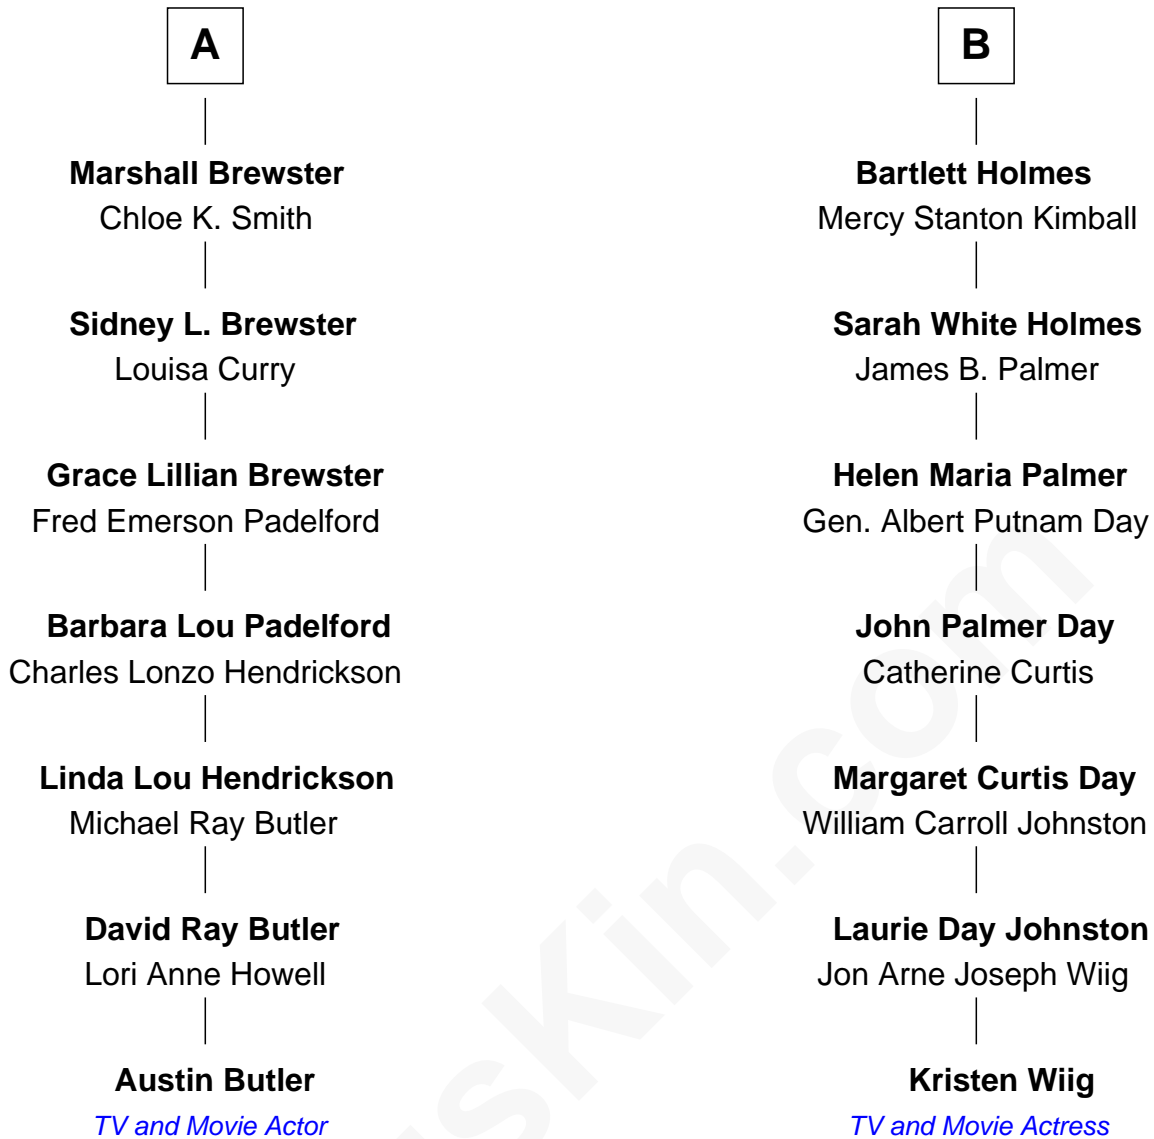 A
B
Marshall Brewster
Chloe K. Smith
Bartlett Holmes
Mercy Stanton Kimball
Sidney L. Brewster
Louisa Curry
Sarah White Holmes
James B. Palmer
Grace Lillian Brewster
Fred Emerson Padelford
Helen Maria Palmer
Gen. Albert Putnam Day
Barbara Lou Padelford
Charles Lonzo Hendrickson
John Palmer Day
Catherine Curtis
Linda Lou Hendrickson
Michael Ray Butler
Margaret Curtis Day
William Carroll Johnston
David Ray Butler
Lori Anne Howell
Laurie Day Johnston
Jon Arne Joseph Wiig
Austin Butler
TV and Movie Actor
Kristen Wiig
TV and Movie Actress
sKin.com